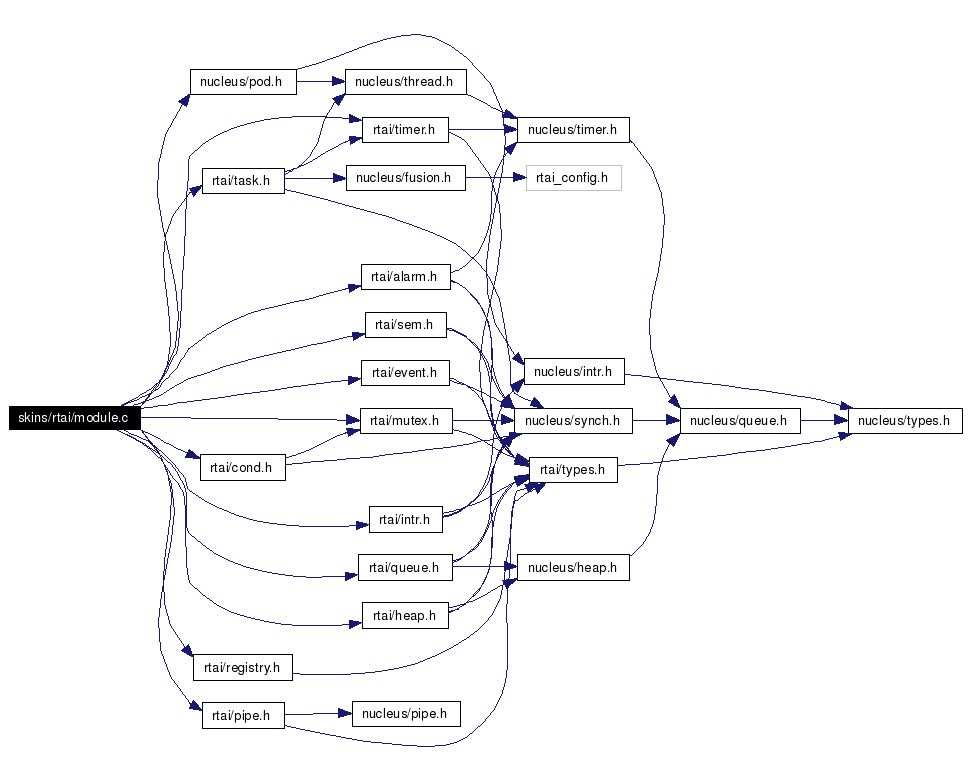 nucleus/pod.h
nucleus/thread.h
rtai/timer.h
nucleus/timer.h
rtai/task.h
nucleus/fusion.h
rtai_config.h
rtai/alarm.h
rtai/sem.h
rtai/event.h
nucleus/intr.h
skins/rtai/module.c
rtai/mutex.h
nucleus/synch.h
nucleus/queue.h
nucleus/types.h
rtai/cond.h
rtai/types.h
rtai/intr.h
rtai/queue.h
nucleus/heap.h
rtai/heap.h
rtai/registry.h
rtai/pipe.h
nucleus/pipe.h